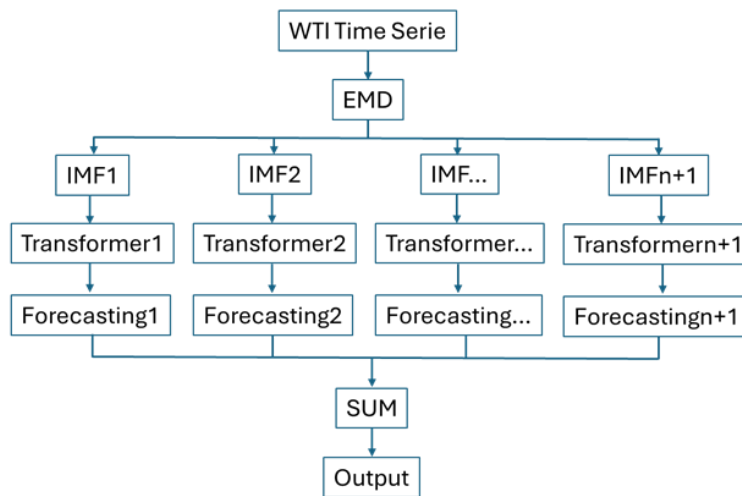 WTI Time Serie
EMD
IMF1
IMF2
IMF...
IMFn+1
Transformer1
Transformer2
Transformer...
Transformern+1
Forecasting1
Forecasting2
Forecasting...
Forecastingn+1
SUM
Output